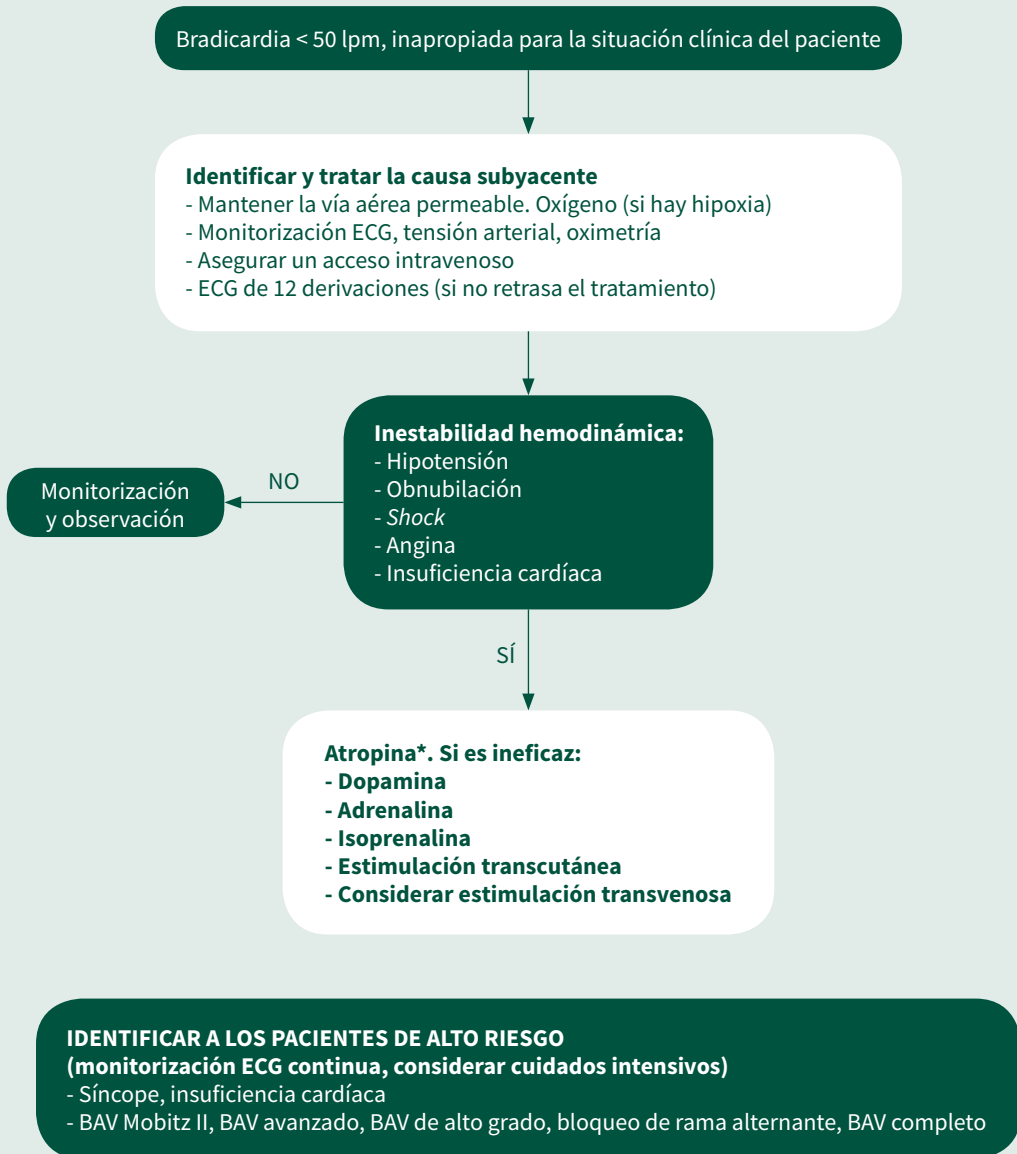 Bradicardia < 50 lpm, inapropiada para la situación clínica del paciente
Identificar y tratar la causa subyacente
- Mantener la vía aérea permeable. Oxígeno (si hay hipoxia)
- Monitorización ECG, tensión arterial, oximetría
- Asegurar un acceso intravenoso
- ECG de 12 derivaciones (si no retrasa el tratamiento)
Inestabilidad hemodinámica:
- Hipotensión
- Obnubilación
- Shock
- Angina
- Insuficiencia cardíaca
NO
Monitorización
y observación
SÍ
Atropina*. Si es ineficaz:
- Dopamina
- Adrenalina
- Isoprenalina
- Estimulación transcutánea
- Considerar estimulación transvenosa
IDENTIFICAR A LOS PACIENTES DE ALTO RIESGO
(monitorización ECG continua, considerar cuidados intensivos)
- Síncope, insuficiencia cardíaca
- BAV Mobitz II, BAV avanzado, BAV de alto grado, bloqueo de rama alternante, BAV completo